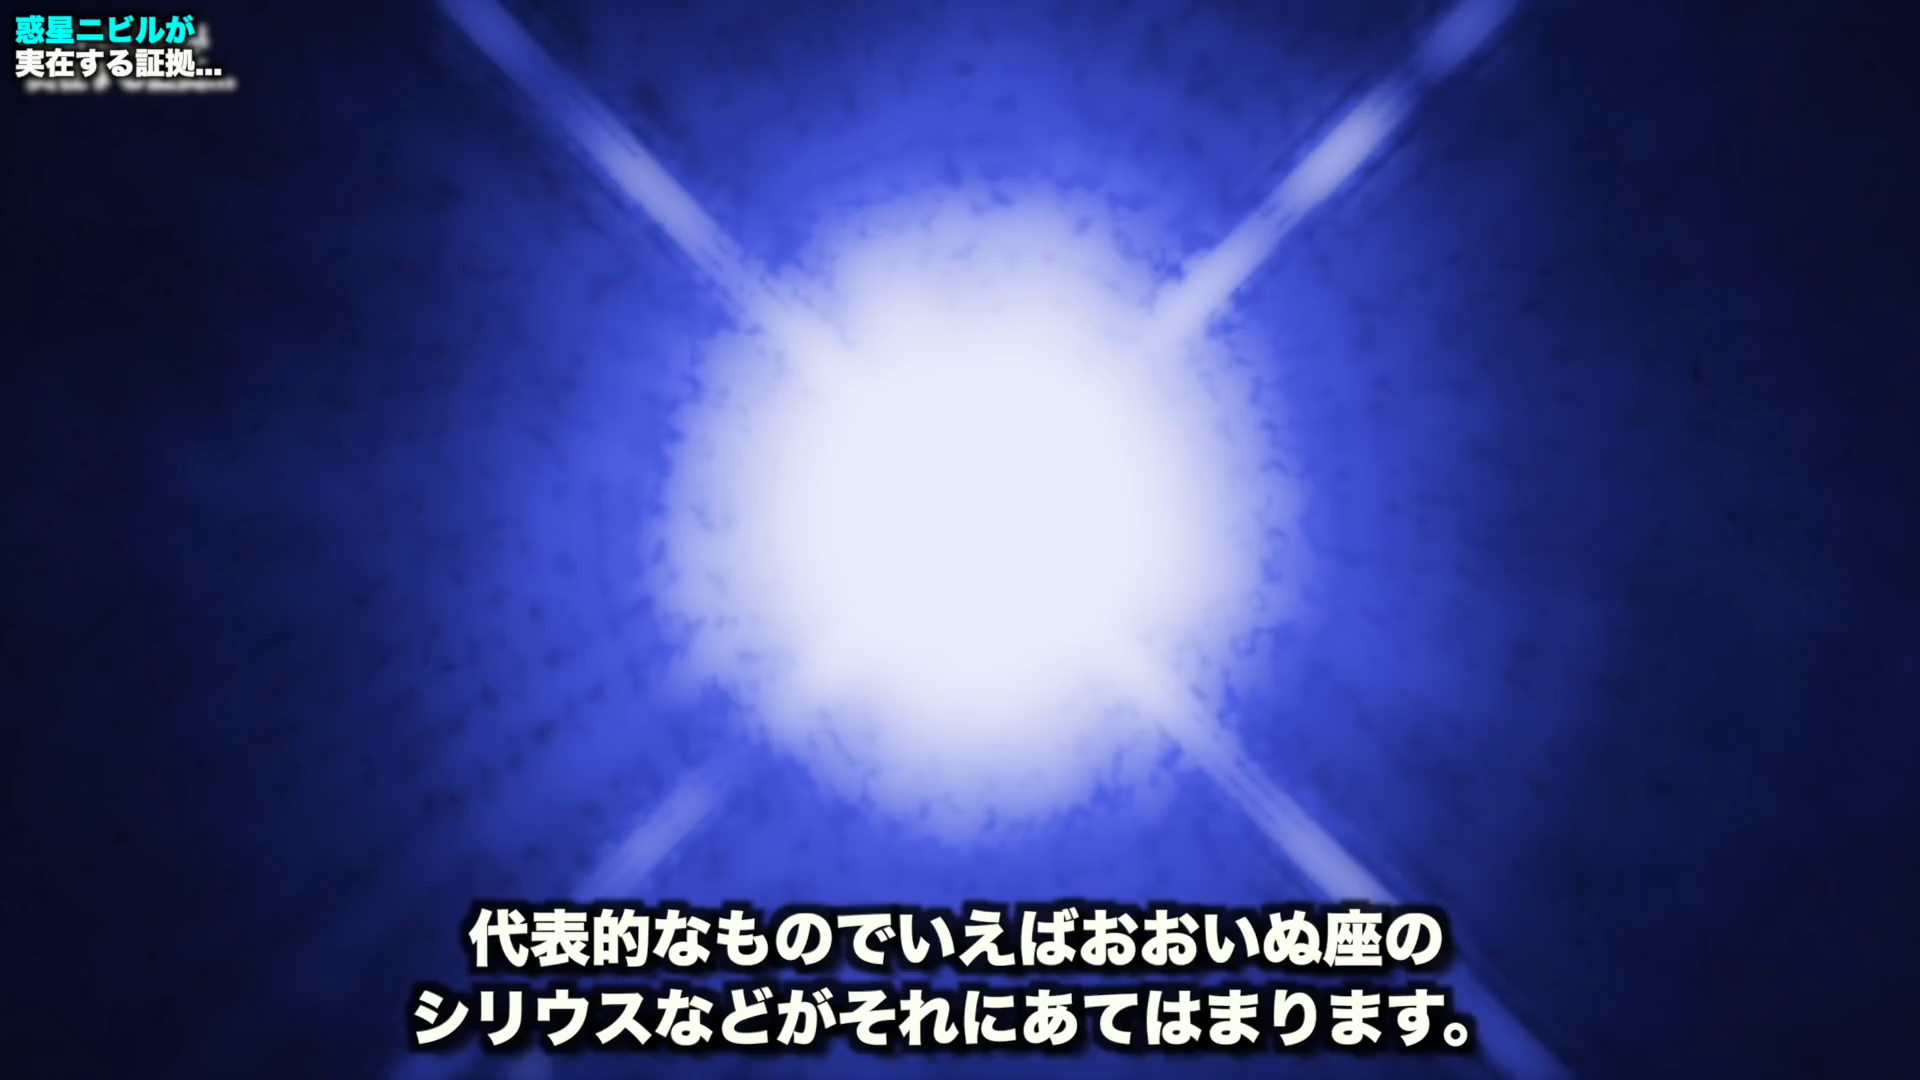 惑星ニビルが
実在する証拠...
代表的なものでいえばおおいぬ座の
シリウスなどがそれにあてはまります。